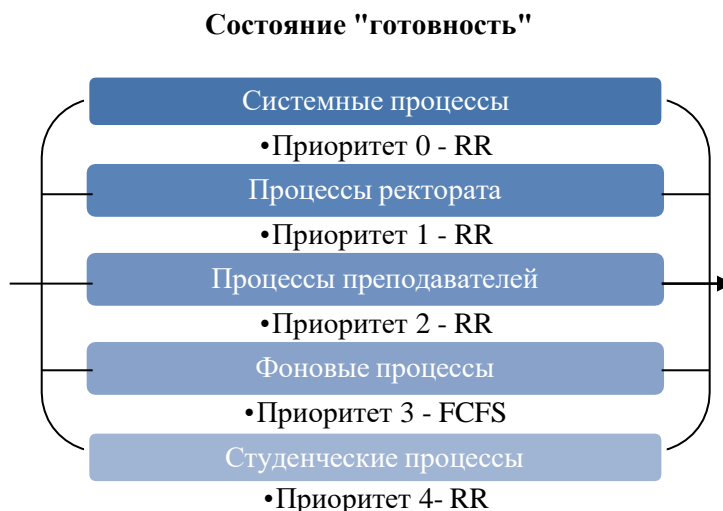 Состояние "готовность"
Системные процессы
•Приоритет 0 - RR
Процессы ректората
•Приоритет 1 - RR
Процессы преподавателей
•Приоритет 2 - RR
Фоновые процессы
•Приоритет 3 - FCFS
Студенческие процессы
•Приоритет 4- RR